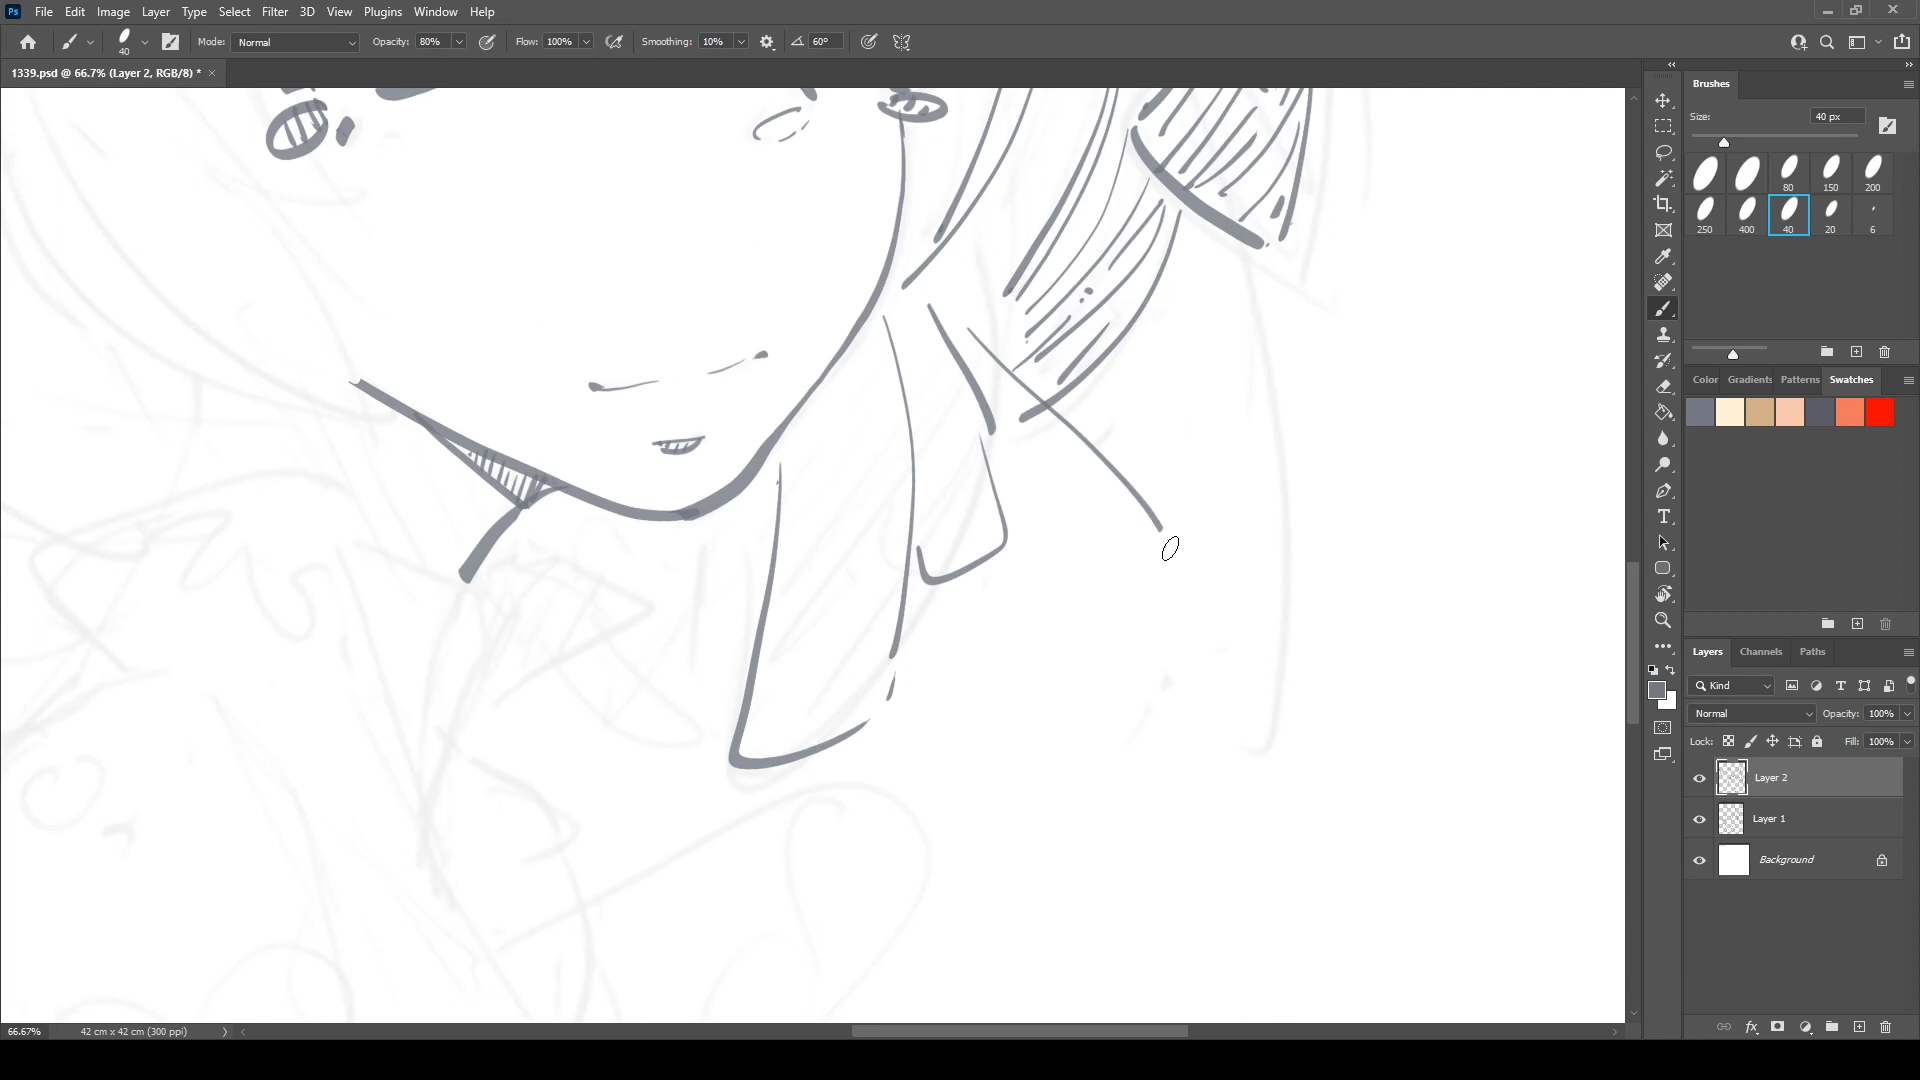 Ps File Edit Image Layer Type Select Filter 3D View Plugins Window Help
40 Mode: Normal Opacity: 80% Flow: 100% Smoothing: 10% 60°
1339.psd @ 66.7% (Layer 2, RGB/8) * ×
Brushes
Size: 40 px
80 150 200
250 400 40 20 6
Color Gradients Patterns Swatches
Layers Channels Paths
Kind
Normal Opacity: 100%
Lock: Fill: 100%
Layer 2
Layer 1
Background
66.67% 42 cm x 42 cm (300 ppi)
fx